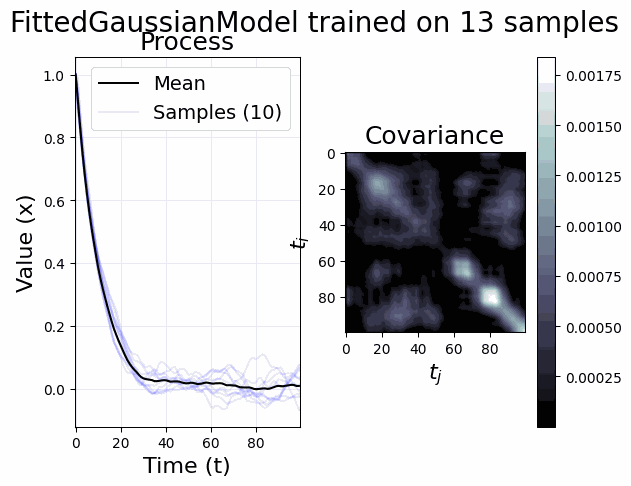 FittedGaussianModel trained on 13 samples
Process
Mean
Samples (10)
1.0
0.8
0.6
0.4
0.2
0.0
Value (x)
0 20 40 60 80
Time (t)
Covariance
0
20
40
60
80
t_i
0 20 40 60 80
t_j
0.00175
0.00150
0.00125
0.00100
0.00075
0.00050
0.00025